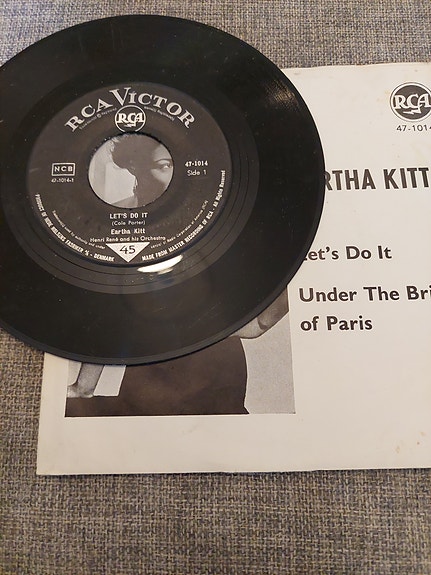 RCA VICTOR
RCA
NCB
47-1014-1
47-1014
Side 1
LET'S DO IT
(Cole Porter)
Eartha Kitt
Henri René and his Orchestra
45
MADE FROM MASTER RECORDING OF RCA.
DENMARK
RCA
47-1014
RTHA KITT
et's Do It
Under The Bri
of Paris